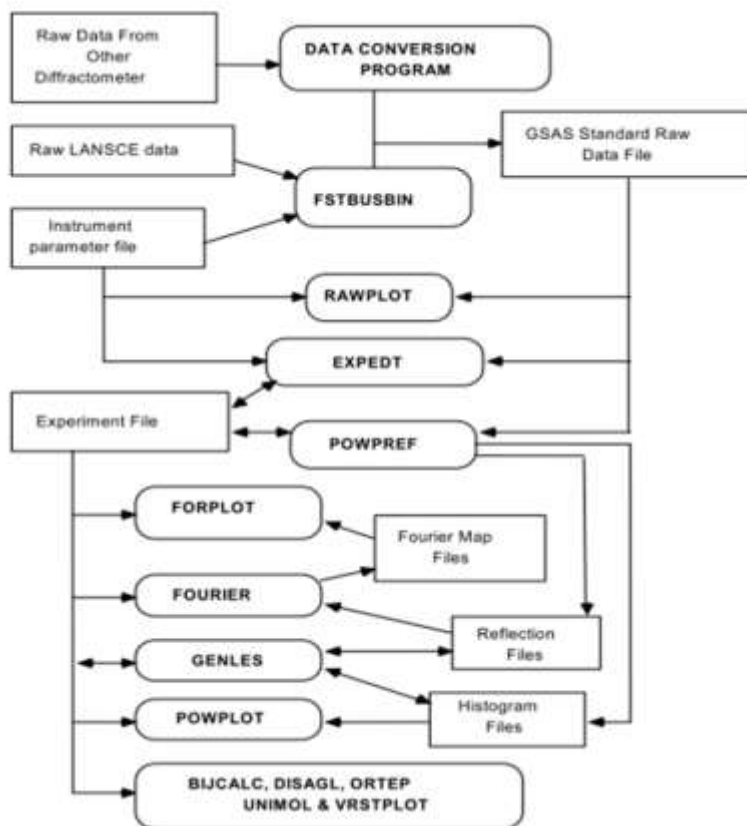 Raw Data From
Other
Diffractometer
DATA CONVERSION
PROGRAM
GSAS Standard Raw
Data File
Raw LANSCE data
FSTBUSBIN
Instrument
parameter file
RAWPLOT
EXPEDT
Experiment File
POWPREF
FORPLOT
Fourier Map
Files
FOURIER
Reflection
Files
GENLES
Histogram
Files
POWPLOT
BIJCALC, DISAGL, ORTEP
UNIMOL & VRSTPLOT